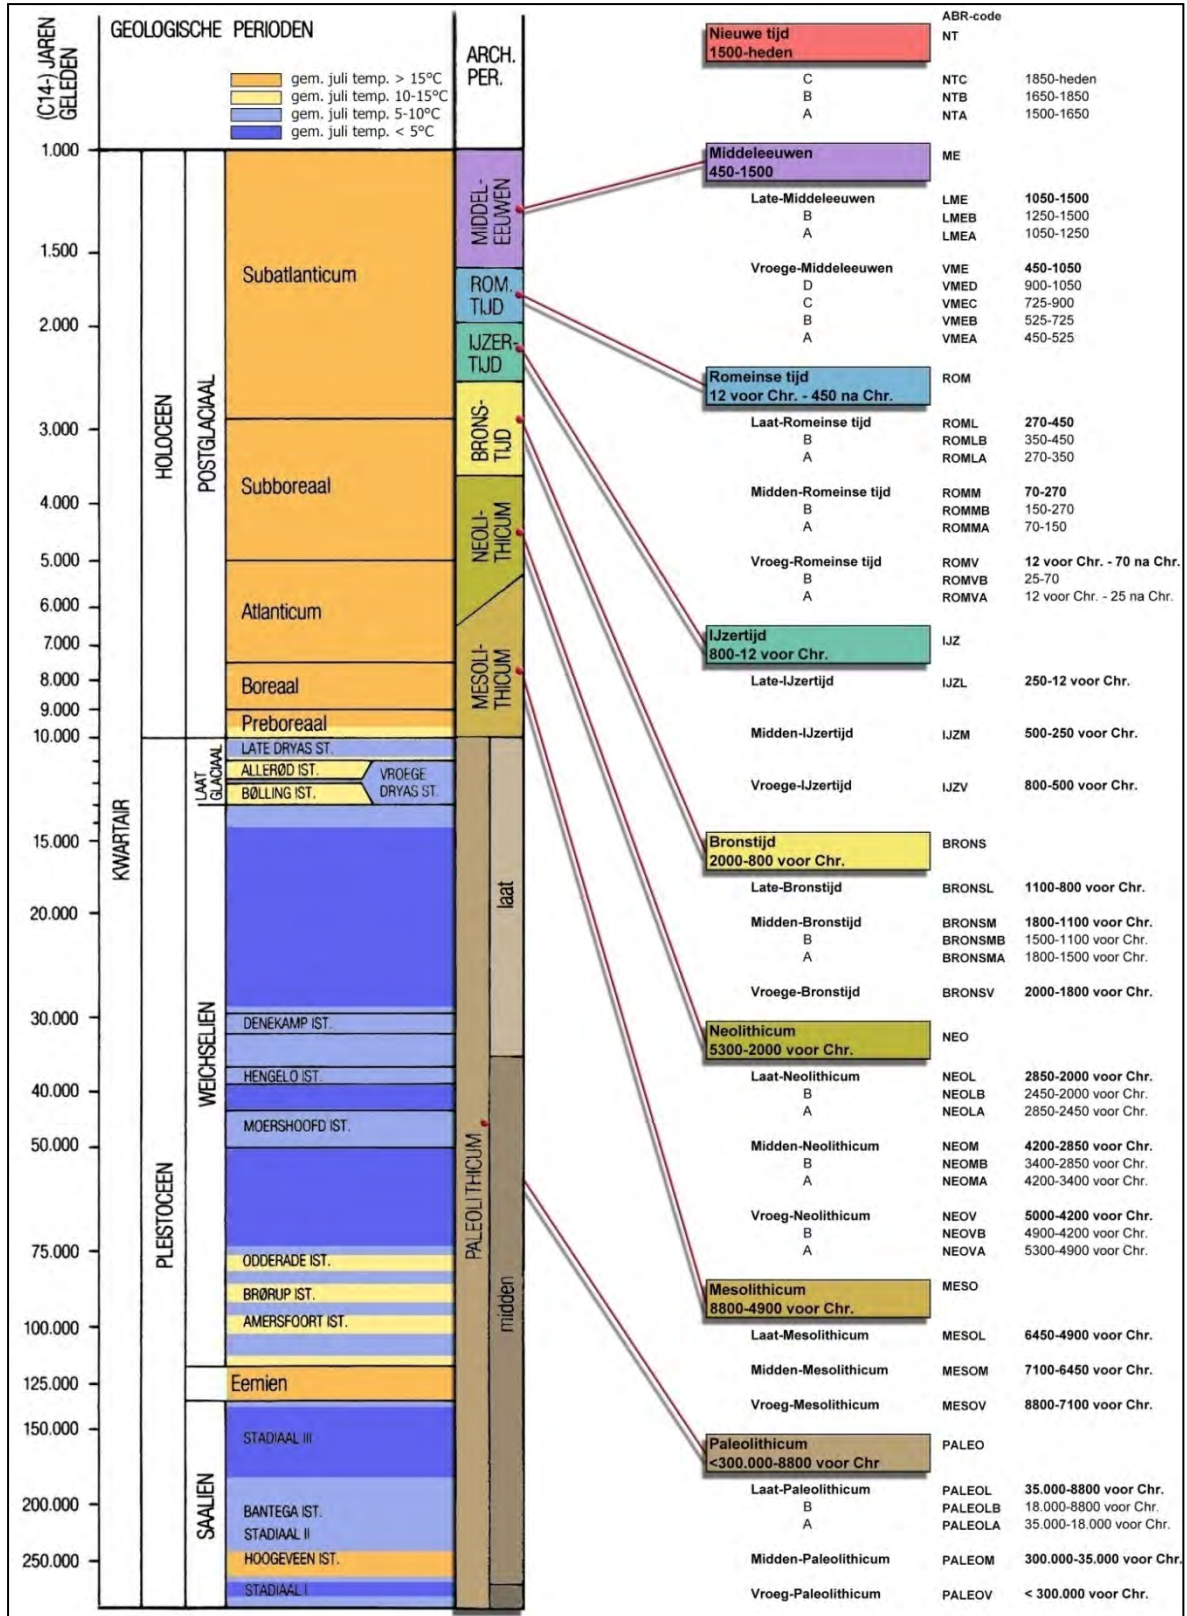 (C14-) JAREN
GELEDEN
GEOLOGISCHE PERIODEN
gem. juli temp. > 15°C
gem. juli temp. 10-15°C
gem. juli temp. 5-10°C
gem. juli temp. < 5°C
ARCH.
PER.
1.000
1.500
2.000
3.000
4.000
5.000
6.000
7.000
8.000
9.000
10.000
15.000
20.000
30.000
40.000
50.000
75.000
100.000
125.000
150.000
200.000
250.000
KWARTAIR
HOLOCEEN
PLEISTOCEEN
POSTGLACIAAL
LAAT
GLACIAAL
WEICHSELIEN
SAALIEN
Subatlanticum
Subboreaal
Atlanticum
Boreaal
Preboreaal
LATE DRYAS ST.
ALLERØD IST.
VROEGE
DRYAS ST.
BØLLING IST.
DENEKAMP IST.
HENGELO IST.
MOERSHOOFD IST.
ODDERADE IST.
BRØRUP IST.
AMERSFOORT IST.
Eemien
STADIAAL III
BANTEGA IST.
STADIAAL II
HOOGEVEEN IST.
STADIAAL I
MIDDEL-
EEUWEN
ROM.
TIJD
IJZER-
TIJD
BRONS-
TIJD
NEOLI-
THICUM
MESOLI-
THICUM
PALEOLITHICUM
laat
midden
ABR-code
Nieuwe tijd NT
1500-heden
C NTC 1850-heden
B NTB 1650-1850
A NTA 1500-1650
Middeleeuwen ME
450-1500
Late-Middeleeuwen LME 1050-1500
B LMEB 1250-1500
A LMEA 1050-1250
Vroege-Middeleeuwen VME 450-1050
D VMED 900-1050
C VMEC 725-900
B VMEB 525-725
A VMEA 450-525
Romeinse tijd ROM
12 voor Chr. - 450 na Chr.
Laat-Romeinse tijd ROML 270-450
B ROMLB 350-450
A ROMLA 270-350
Midden-Romeinse tijd ROMM 70-270
B ROMMB 150-270
A ROMMA 70-150
Vroeg-Romeinse tijd ROMV 12 voor Chr. - 70 na Chr.
B ROMVB 25-70
A ROMVA 12 voor Chr. - 25 na Chr.
IJzertijd IJZ
800-12 voor Chr.
Late-IJzertijd IJZL 250-12 voor Chr.
Midden-IJzertijd IJZM 500-250 voor Chr.
Vroege-IJzertijd IJZV 800-500 voor Chr.
Bronstijd BRONS
2000-800 voor Chr.
Late-Bronstijd BRONSL 1100-800 voor Chr.
Midden-Bronstijd BRONSM 1800-1100 voor Chr.
B BRONSMB 1500-1100 voor Chr.
A BRONSMA 1800-1500 voor Chr.
Vroege-Bronstijd BRONSV 2000-1800 voor Chr.
Neolithicum NEO
5300-2000 voor Chr.
Laat-Neolithicum NEOL 2850-2000 voor Chr.
B NEOLB 2450-2000 voor Chr.
A NEOLA 2850-2450 voor Chr.
Midden-Neolithicum NEOM 4200-2850 voor Chr.
B NEOMB 3400-2850 voor Chr.
A NEOMA 4200-3400 voor Chr.
Vroeg-Neolithicum NEOV 5000-4200 voor Chr.
B NEOVB 4900-4200 voor Chr.
A NEOVA 5300-4900 voor Chr.
Mesolithicum MESO
8800-4900 voor Chr.
Laat-Mesolithicum MESOL 6450-4900 voor Chr.
Midden-Mesolithicum MESOM 7100-6450 voor Chr.
Vroeg-Mesolithicum MESOV 8800-7100 voor Chr.
Paleolithicum PALEO
<300.000-8800 voor Chr
Laat-Paleolithicum PALEOL 35.000-8800 voor Chr.
B PALEOLB 18.000-8800 voor Chr.
A PALEOLA 35.000-18.000 voor Chr.
Midden-Paleolithicum PALEOM 300.000-35.000 voor Chr.
Vroeg-Paleolithicum PALEOV < 300.000 voor Chr.